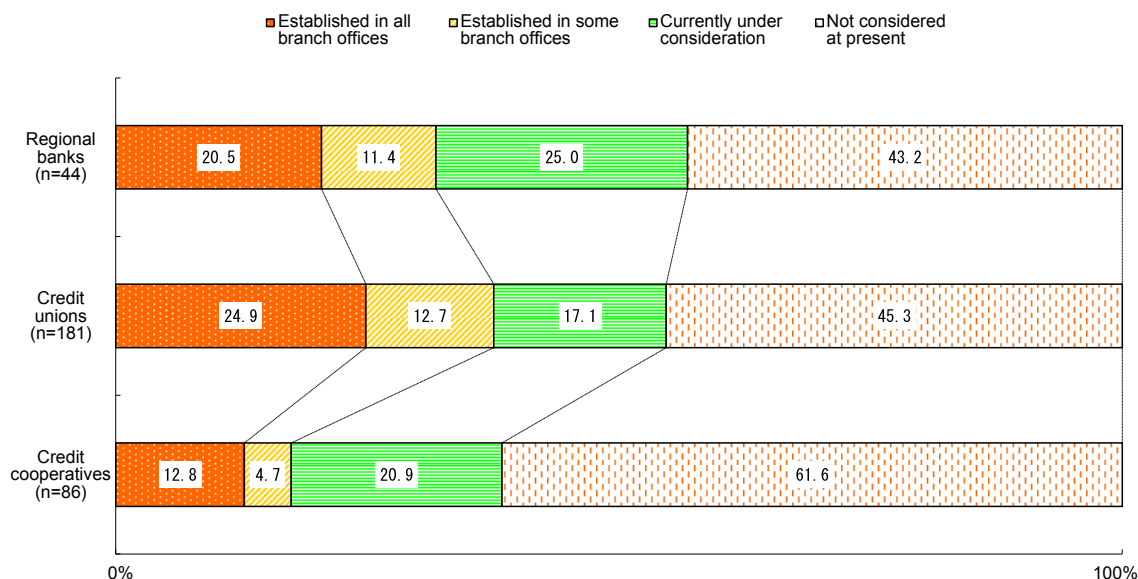 Established in all
branch offices
Established in some
branch offices
Currently under
consideration
Not considered
at present
Regional
banks
(n=44)
20.5
11.4
25.0
43.2
Credit
unions
(n=181)
24.9
12.7
17.1
45.3
Credit
cooperatives
(n=86)
12.8
4.7
20.9
61.6
0%
100%